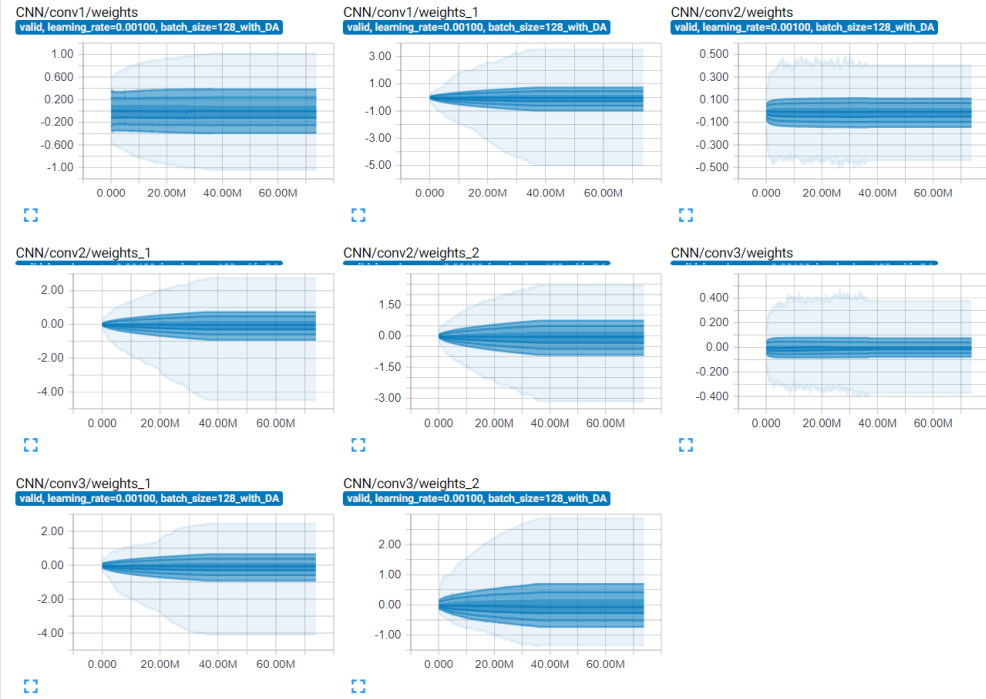 CNN/conv1/weights
valid, learning_rate=0.00100, batch_size=128_with_DA
1.00
0.600
0.200
-0.200
-0.600
-1.00
0.000 20.00M 40.00M 60.00M
CNN/conv1/weights_1
valid, learning_rate=0.00100, batch_size=128_with_DA
3.00
1.00
-1.00
-3.00
-5.00
0.000 20.00M 40.00M 60.00M
CNN/conv2/weights
valid, learning_rate=0.00100, batch_size=128_with_DA
0.500
0.300
0.100
-0.100
-0.300
-0.500
0.000 20.00M 40.00M 60.00M
CNN/conv2/weights_1
2.00
0.00
-2.00
-4.00
0.000 20.00M 40.00M 60.00M
CNN/conv2/weights_2
1.50
0.00
-1.50
-3.00
0.000 20.00M 40.00M 60.00M
CNN/conv3/weights
0.400
0.200
0.00
-0.200
-0.400
0.000 20.00M 40.00M 60.00M
CNN/conv3/weights_1
valid, learning_rate=0.00100, batch_size=128_with_DA
2.00
0.00
-2.00
-4.00
0.000 20.00M 40.00M 60.00M
CNN/conv3/weights_2
valid, learning_rate=0.00100, batch_size=128_with_DA
2.00
1.00
0.00
-1.00
0.000 20.00M 40.00M 60.00M